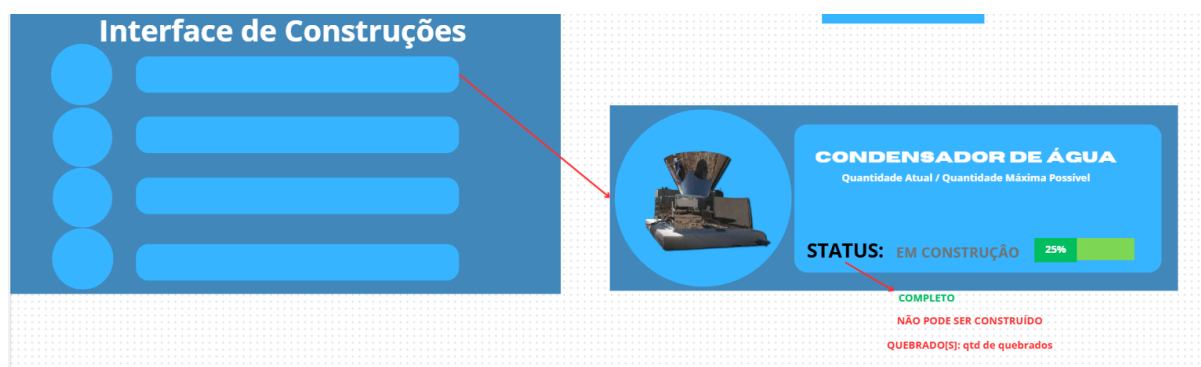 Interface de Construções
CONDENSADOR DE ÁGUA
Quantidade Atual / Quantidade Máxima Possível
STATUS: EM CONSTRUÇÃO 25%
COMPLETO
NÃO PODE SER CONSTRUÍDO
QUEBRADO[S]: qtd de quebrados